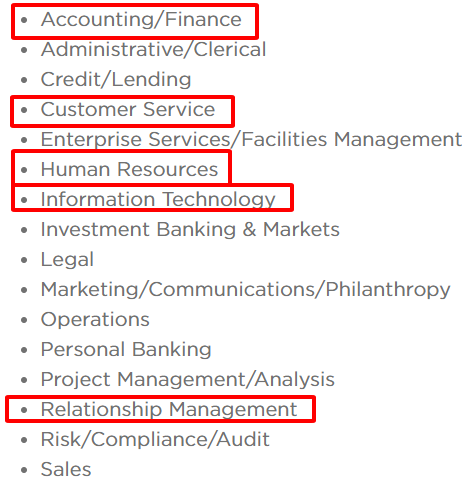 • Accounting/Finance
• Administrative/Clerical
• Credit/Lending
• Customer Service
• Enterprise Services/Facilities Management
• Human Resources
• Information Technology
• Investment Banking & Markets
• Legal
• Marketing/Communications/Philanthropy
• Operations
• Personal Banking
• Project Management/Analysis
• Relationship Management
• Risk/Compliance/Audit
• Sales